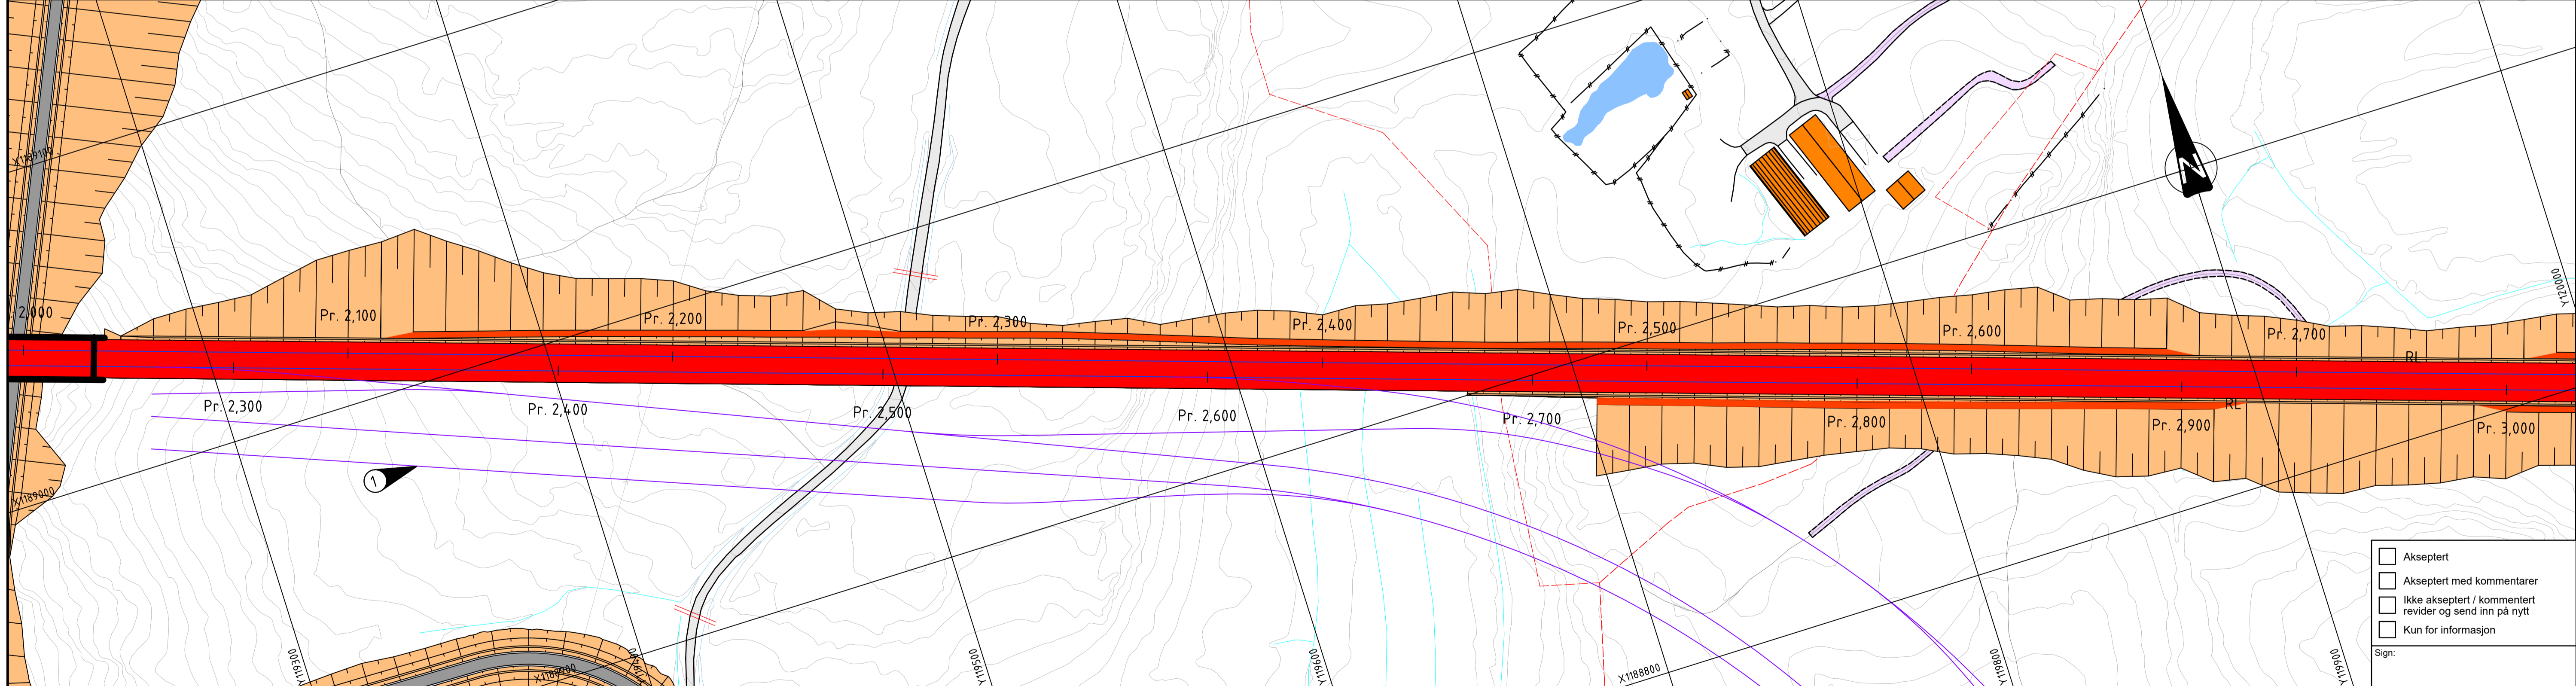 X1189100
N
Y120000
2,000
Pr. 2,100
Pr. 2,200
Pr. 2,300
Pr. 2,400
Pr. 2,500
Pr. 2,600
Pr. 2,700
RL
Pr. 2,300
Pr. 2,400
Pr. 2,500
Pr. 2,600
Pr. 2,700
Pr. 2,800
Pr. 2,900
RL
Pr. 3,000
1
X1189000
Akseptert
Akseptert med kommentarer
Ikke akseptert / kommentert
revider og send inn på nytt
Kun for informasjon
Sign:
Y119300
X1188900
Y119400
Y119500
Y119600
X1188800
Y119800
Y119900